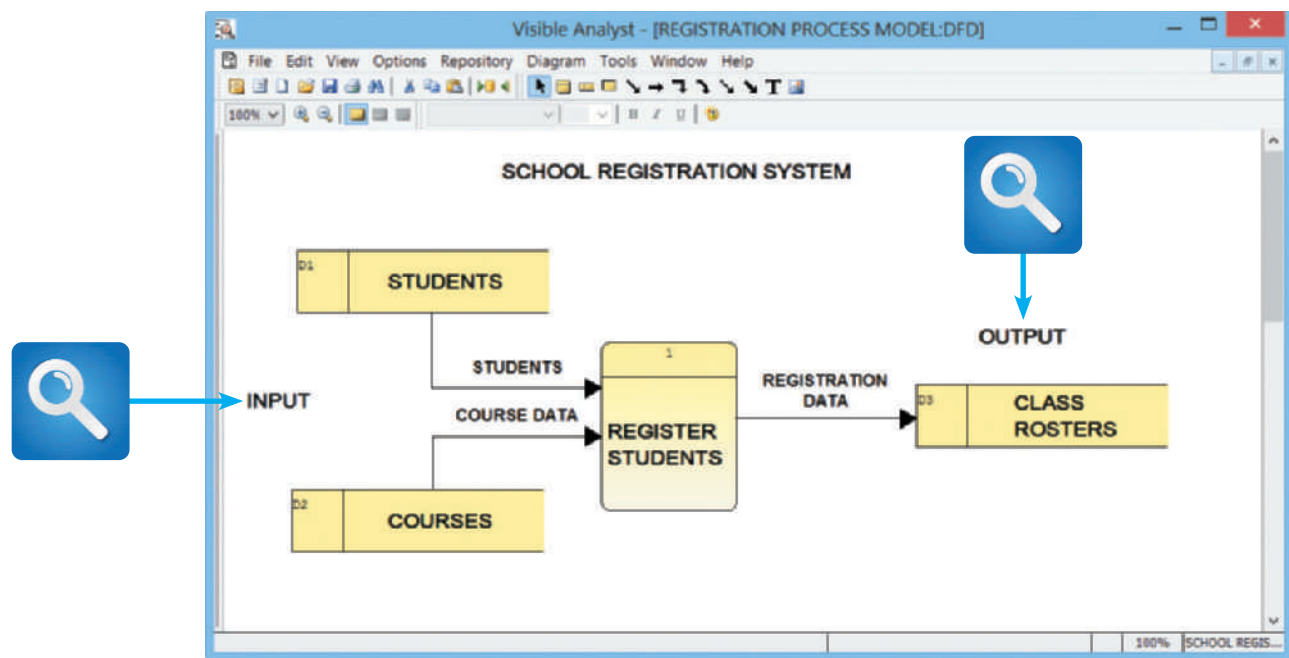 Visible Analyst - [REGISTRATION PROCESS MODEL:DFD]
File Edit View Options Repository Diagram Tools Window Help
T
100%
B I U
SCHOOL REGISTRATION SYSTEM
D1
STUDENTS
OUTPUT
1
STUDENTS
REGISTRATION
DATA
INPUT
COURSE DATA
REGISTER
STUDENTS
D3
CLASS
ROSTERS
D2
COURSES
100%
SCHOOL REGIS...